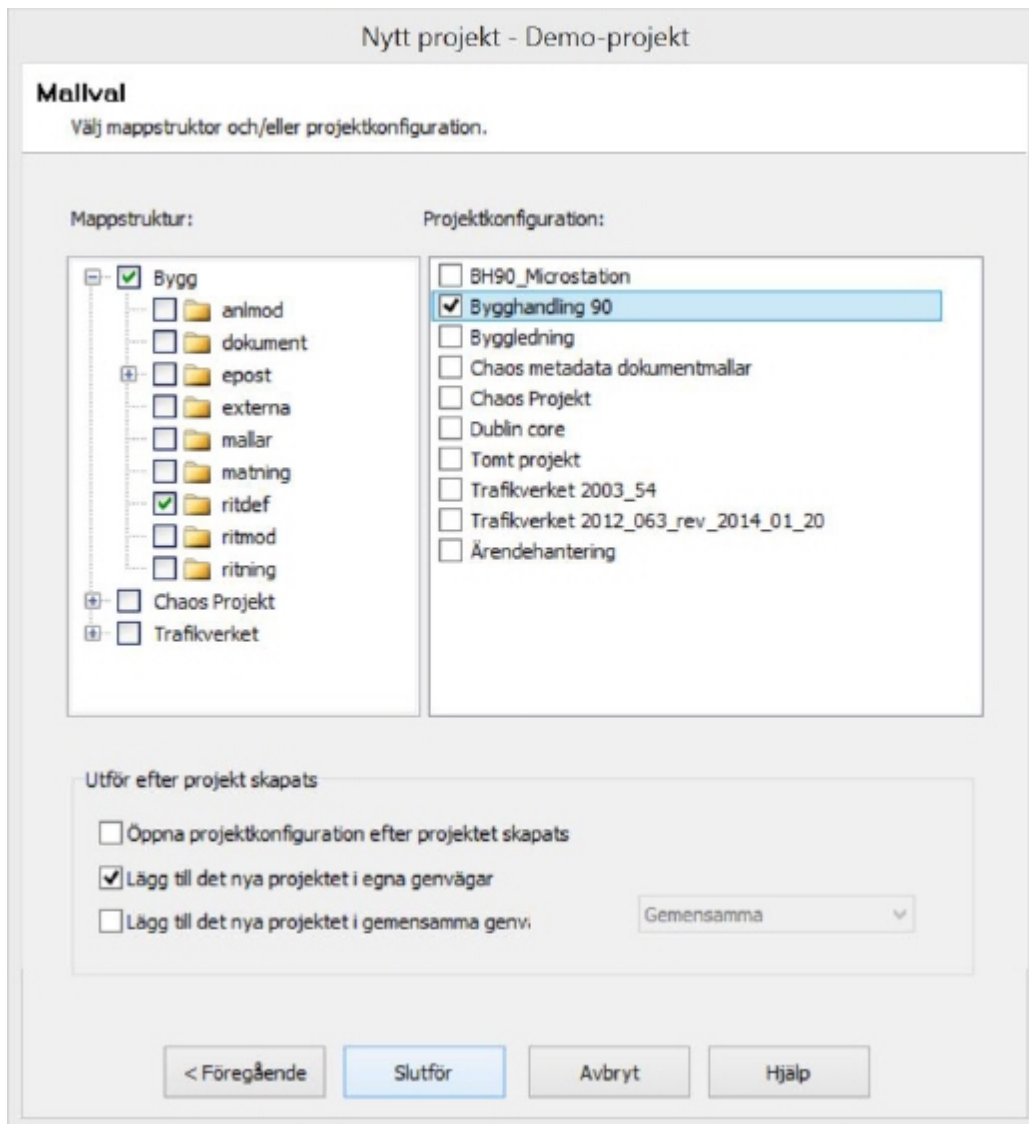 Nytt projekt - Demo-projekt
Mallval
Välj mappstruktor och/eller projektkonfiguration.
Mappstruktur:
Projektkonfiguration:
Bygg
anlmod
dokument
epost
externa
mallar
matning
ritdef
ritmod
ritning
Chaos Projekt
Trafikverket
BH90_Microstation
Bygghandling 90
Byggledning
Chaos metadata dokumentmallar
Chaos Projekt
Dublin core
Tomt projekt
Trafikverket 2003_54
Trafikverket 2012_063_rev_2014_01_20
Ärendehantering
Utför efter projekt skapats
Öppna projektkonfiguration efter projektet skapats
Lägg till det nya projektet i egna genvägar
Lägg till det nya projektet i gemensamma genvä
Gemensamma
< Föregående
Slutför
Avbryt
Hjälp